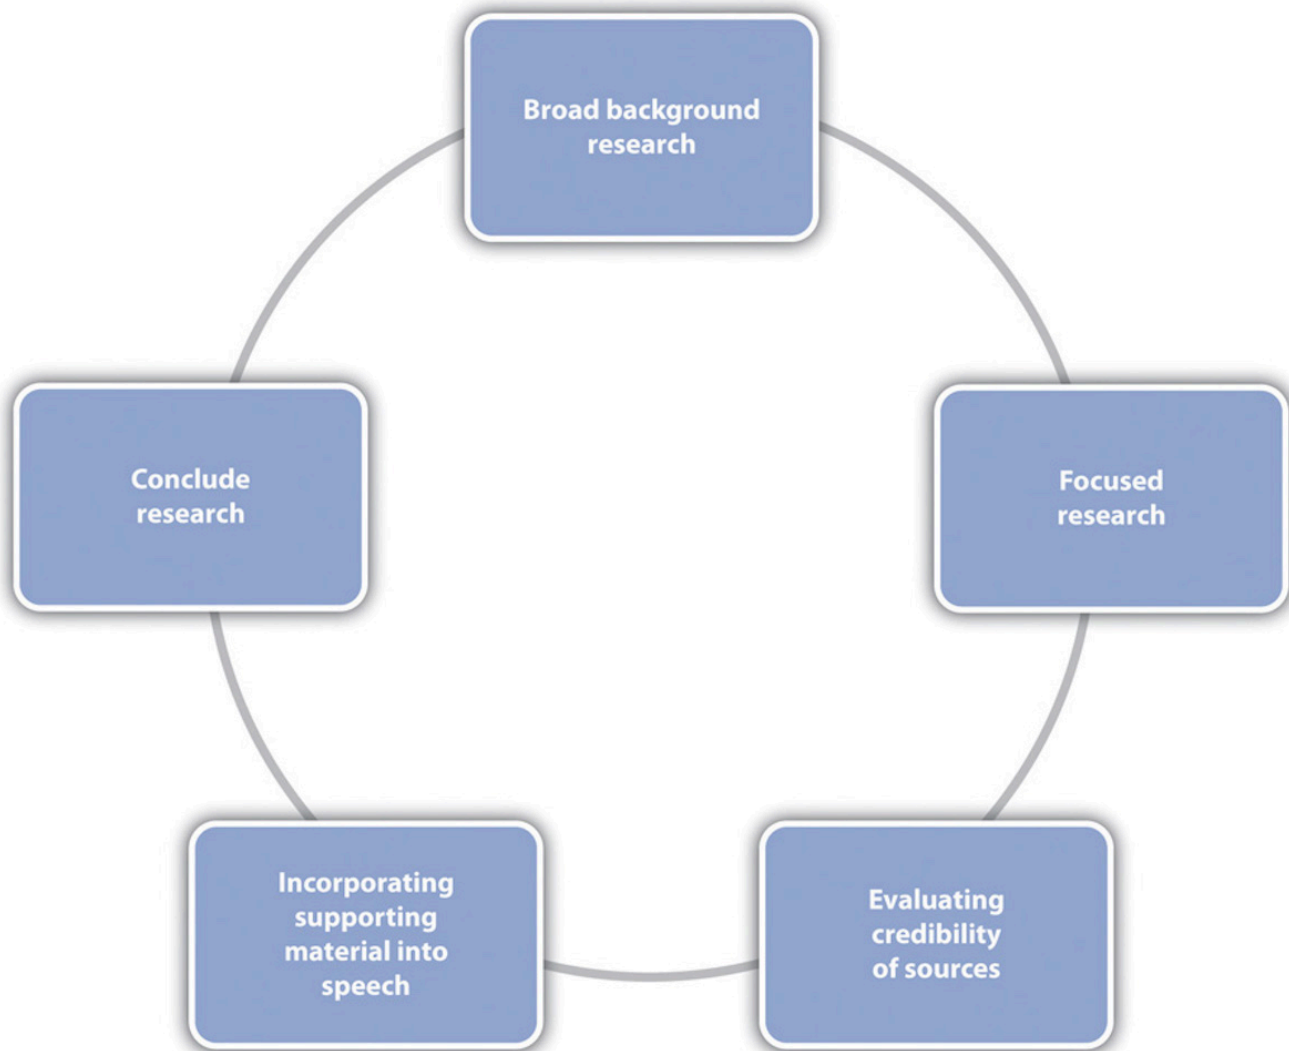 Broad background
research
Focused
research
Evaluating
credibility
of sources
Incorporating
supporting
material into
speech
Conclude
research